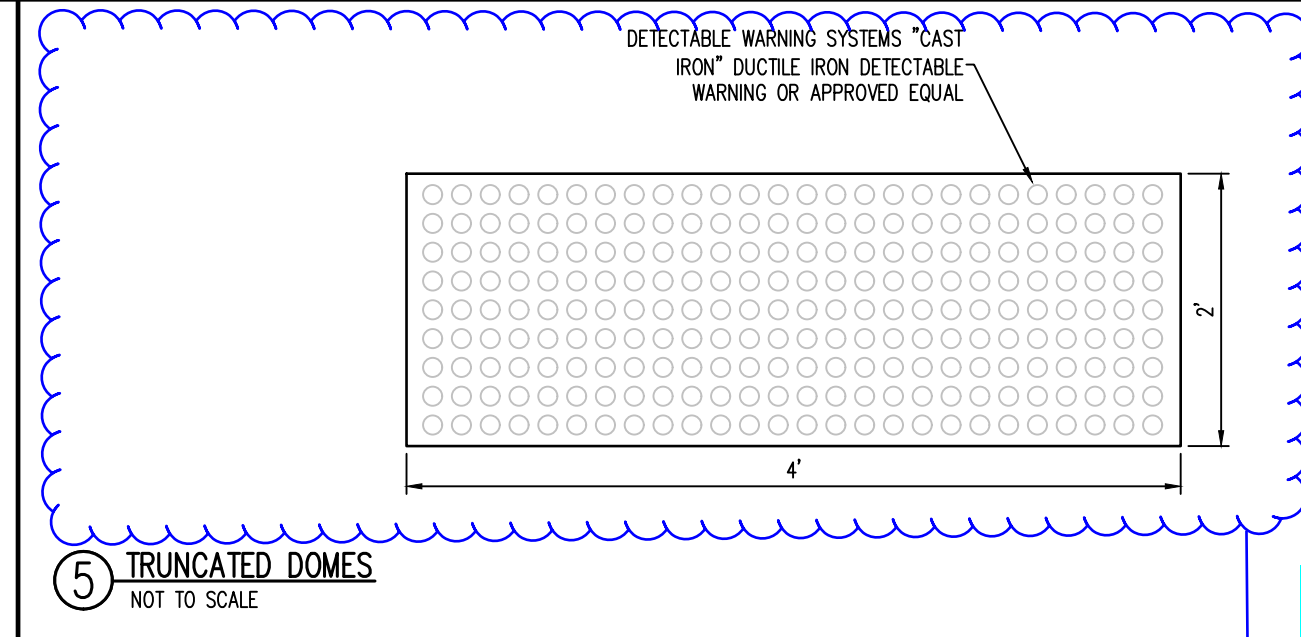 DETECTABLE WARNING SYSTEMS "CAST
IRON" DUCTILE IRON DETECTABLE
WARNING OR APPROVED EQUAL
2'
4'
5 TRUNCATED DOMES
NOT TO SCALE